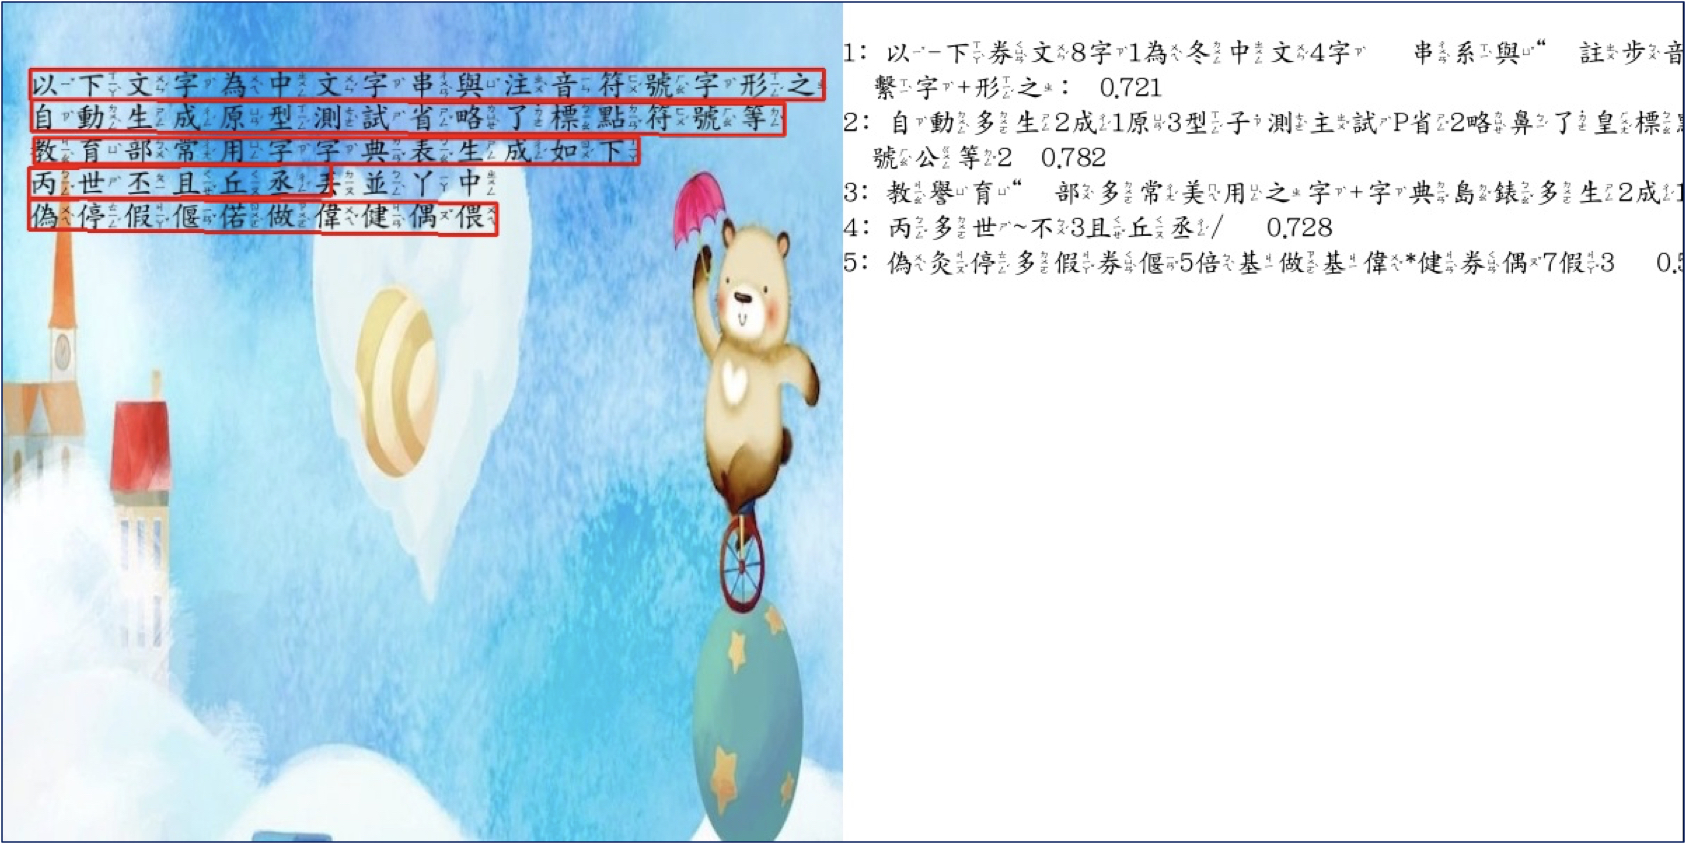 以下文字為中文字串與注音符號字形之
自動生成原型測試省略了標點符號等
教育部常用字字典表生成如下
丙世丕且丘丞丟並丫中
偽停假偃偌做偉健偶偎
1: 以一下券文8字1為冬中文4字 串系與“ 註步音
繫字+形之: 0.721
2: 自動多生2成1原3型子測主試P省2略鼻了皇標
號公等2 0.782
3: 教譽育“ 部多常美用之字+字典島錶多生2成1
4: 丙多世~不3且丘丞/ 0.728
5: 偽灸停多假券偃5倍基做基偉*健券偶7假3 0.5